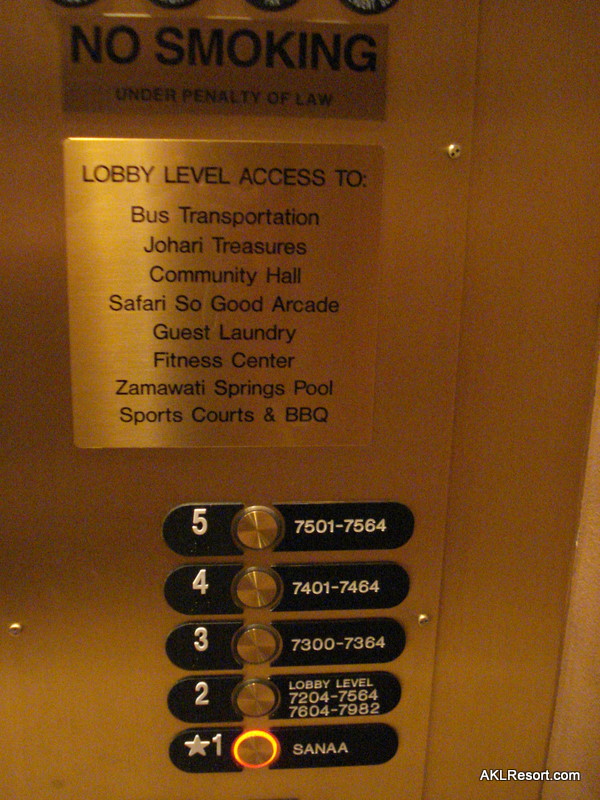 NO SMOKING
UNDER PENALTY OF LAW
LOBBY LEVEL ACCESS TO:
Bus Transportation
Johari Treasures
Community Hall
Safari So Good Arcade
Guest Laundry
Fitness Center
Zamawati Springs Pool
Sports Courts & BBQ
5 7501-7564
4 7401-7464
3 7300-7364
2 LOBBY LEVEL
7204-7564
7604-7982
★1 SANAA
AKLResort.com